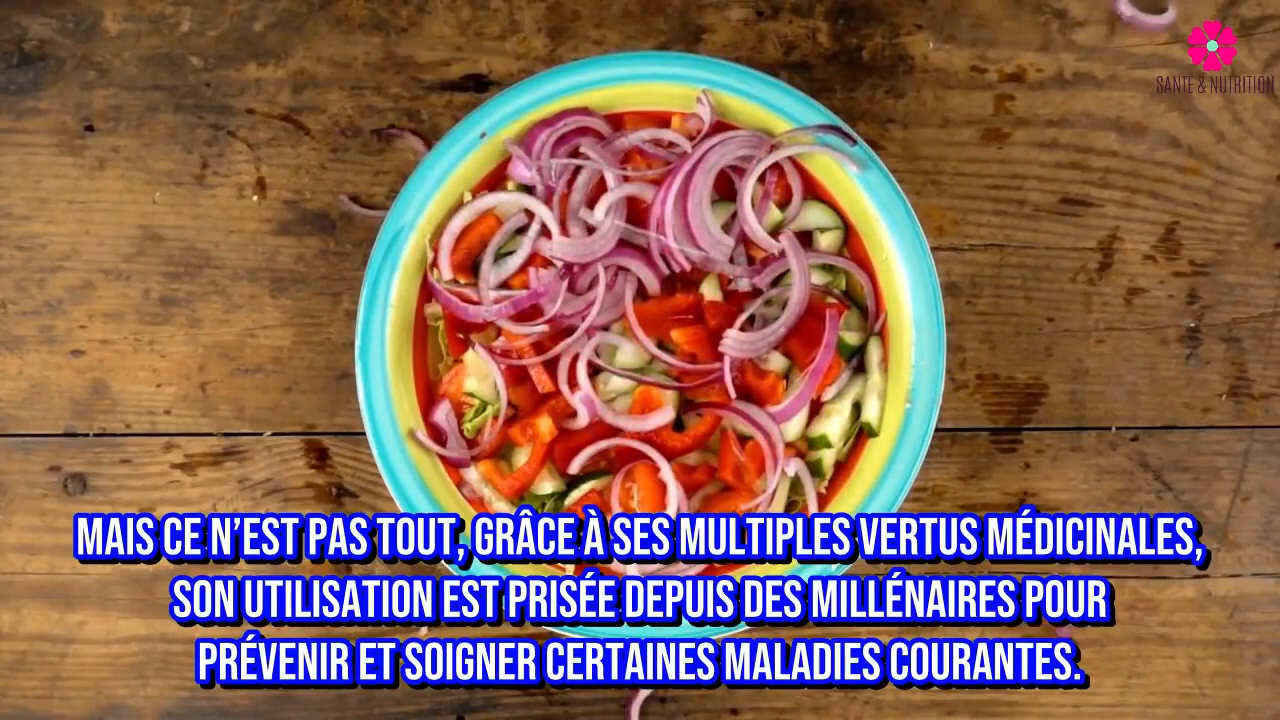 SANTE & NUTRITION
MAIS CE N'EST PAS TOUT, GRÂCE À SES MULTIPLES VERTUS MÉDICINALES,
SON UTILISATION EST PRISÉE DEPUIS DES MILLÉNAIRES POUR
PRÉVENIR ET SOIGNER CERTAINES MALADIES COURANTES.